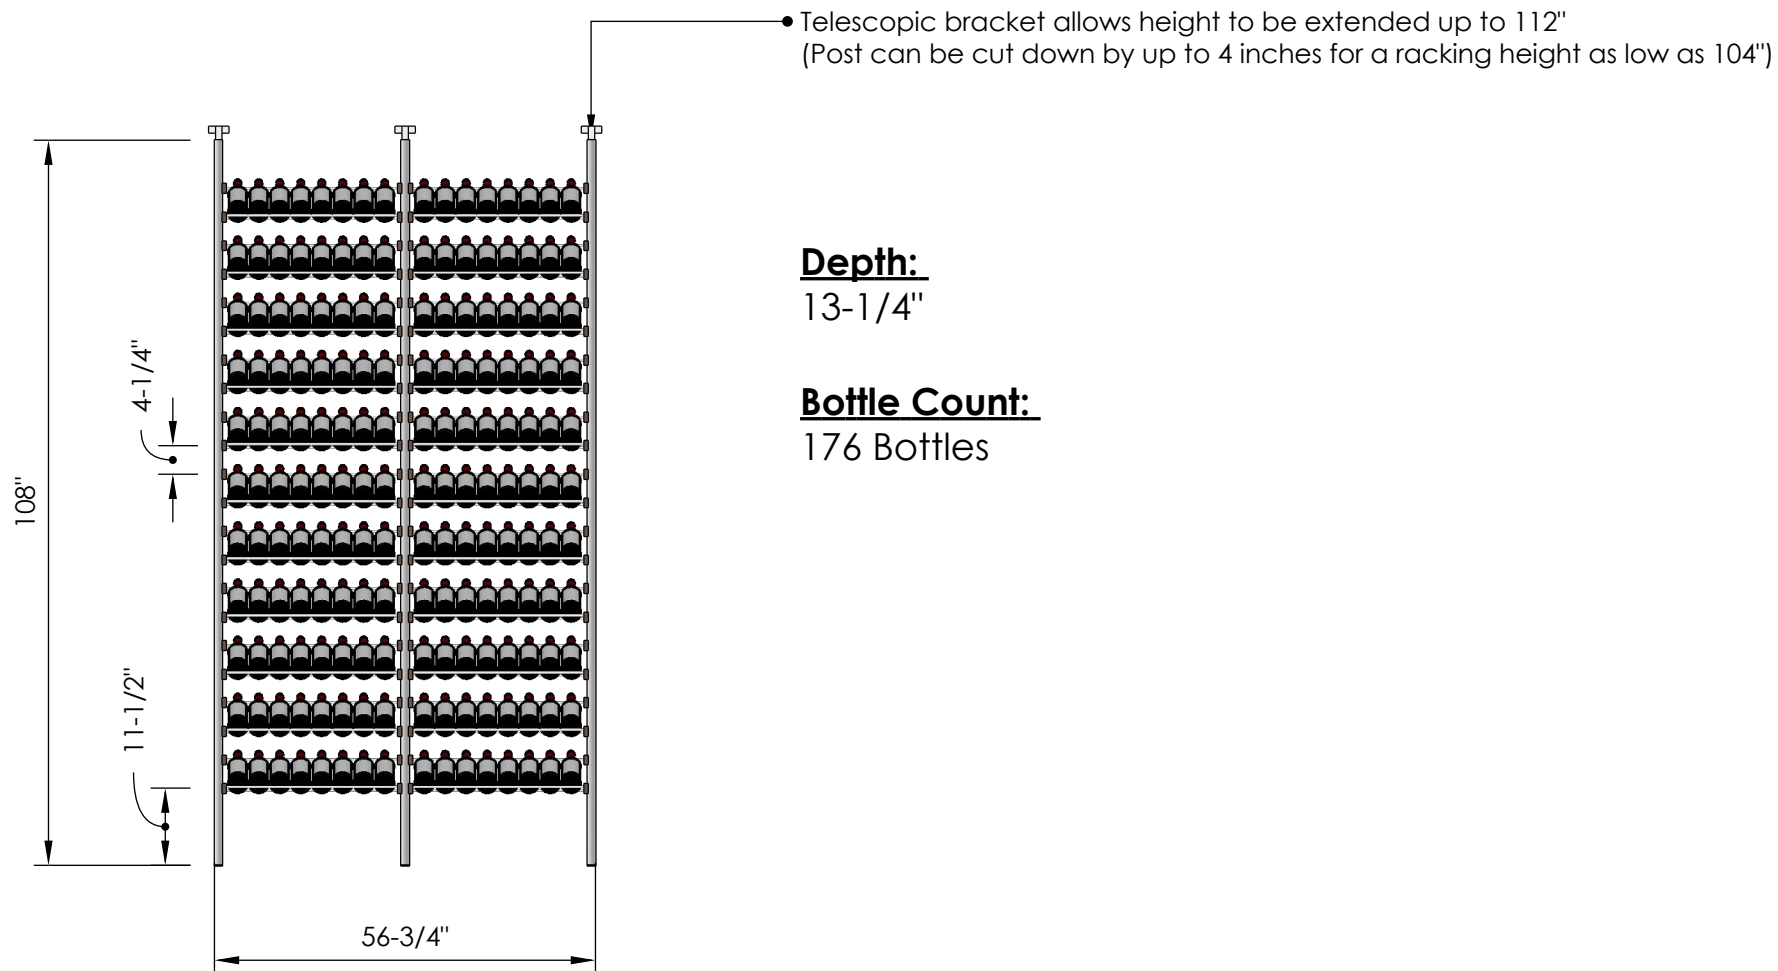 Telescopic bracket allows height to be extended up to 112"
(Post can be cut down by up to 4 inches for a racking height as low as 104")
Depth:
13-1/4"
Bottle Count:
176 Bottles
4-1/4"
108"
11-1/2"
56-3/4"